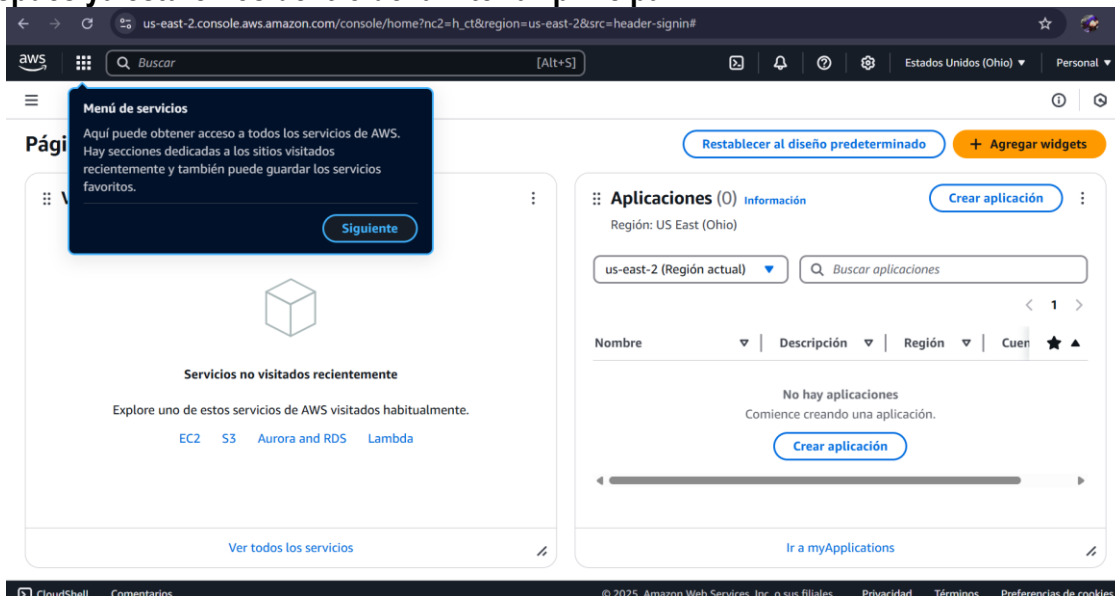 us-east-2.console.aws.amazon.com/console/home?nc2=h_ct&region=us-east-2&src=header-signin#
aws Buscar [Alt+S] Estados Unidos (Ohio) Personal
Menú de servicios
Aquí puede obtener acceso a todos los servicios de AWS.
Hay secciones dedicadas a los sitios visitados
recientemente y también puede guardar los servicios
favoritos.
Siguiente
Pági
Restablecer al diseño predeterminado + Agregar widgets
Aplicaciones (0) Información Crear aplicación
Región: US East (Ohio)
us-east-2 (Región actual) Buscar aplicaciones
1
Nombre Descripción Región Cuen
Servicios no visitados recientemente
Explore uno de estos servicios de AWS visitados habitualmente.
EC2 S3 Aurora and RDS Lambda
No hay aplicaciones
Comience creando una aplicación.
Crear aplicación
Ver todos los servicios
Ir a myApplications
CloudShell Comentarios © 2025, Amazon Web Services, Inc. o sus filiales. Privacidad Términos Preferencias de cookies